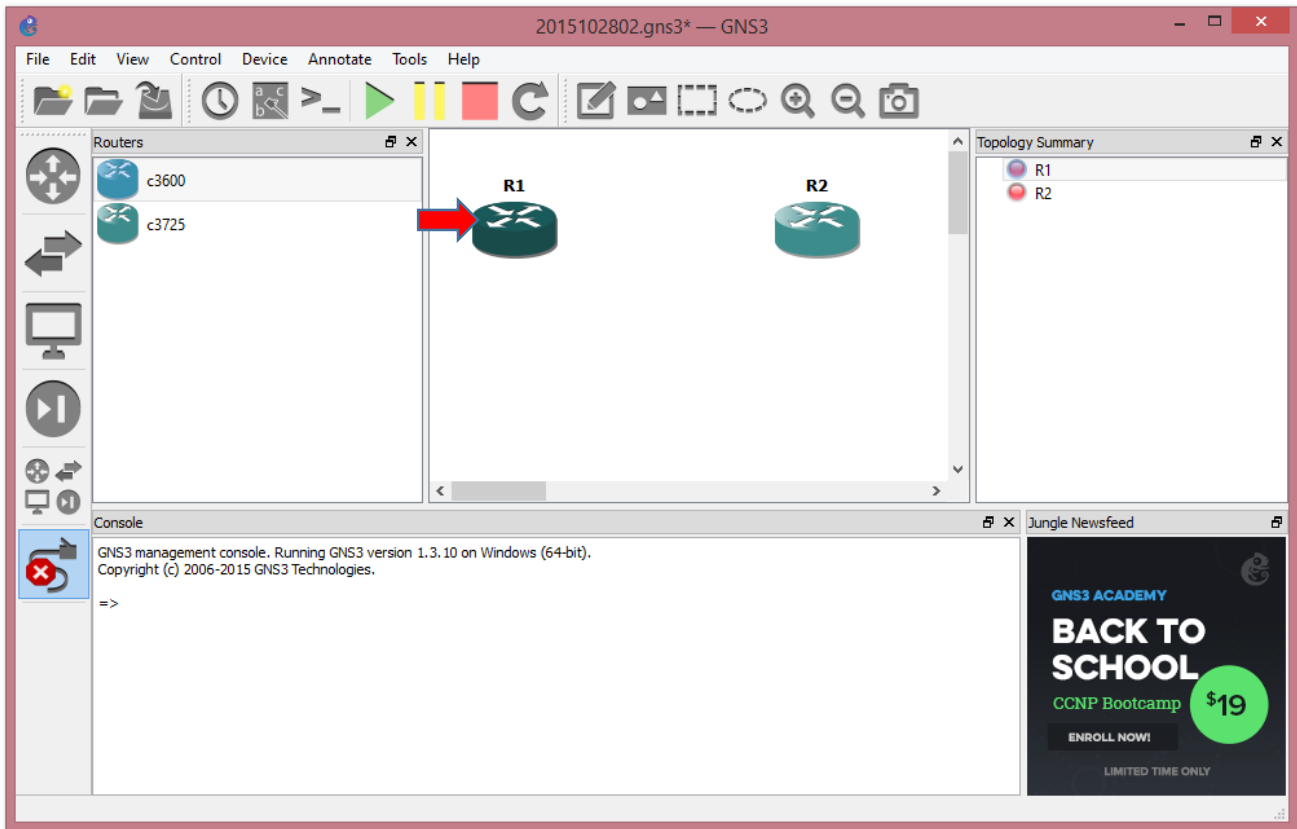 2015102802.gns3* — GNS3
File Edit View Control Device Annotate Tools Help
Routers
c3600
c3725
R1
R2
Topology Summary
R1
R2
Console
GNS3 management console. Running GNS3 version 1.3.10 on Windows (64-bit).
Copyright (c) 2006-2015 GNS3 Technologies.
=>
Jungle Newsfeed
GNS3 ACADEMY
BACK TO
SCHOOL
CCNP Bootcamp
$19
ENROLL NOW!
LIMITED TIME ONLY